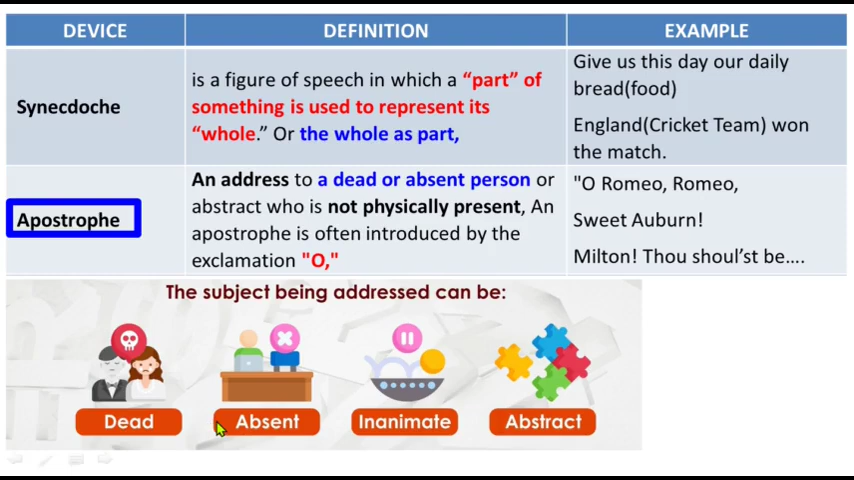 DEVICE
DEFINITION
EXAMPLE
Synecdoche
is a figure of speech in which a “part” of
something is used to represent its
“whole.” Or the whole as part,
Give us this day our daily
bread(food)
England(Cricket Team) won
the match.
Apostrophe
An address to a dead or absent person or
abstract who is not physically present, An
apostrophe is often introduced by the
exclamation "O,"
"O Romeo, Romeo,
Sweet Auburn!
Milton! Thou shoul’st be....
The subject being addressed can be:
Dead
Absent
Inanimate
Abstract